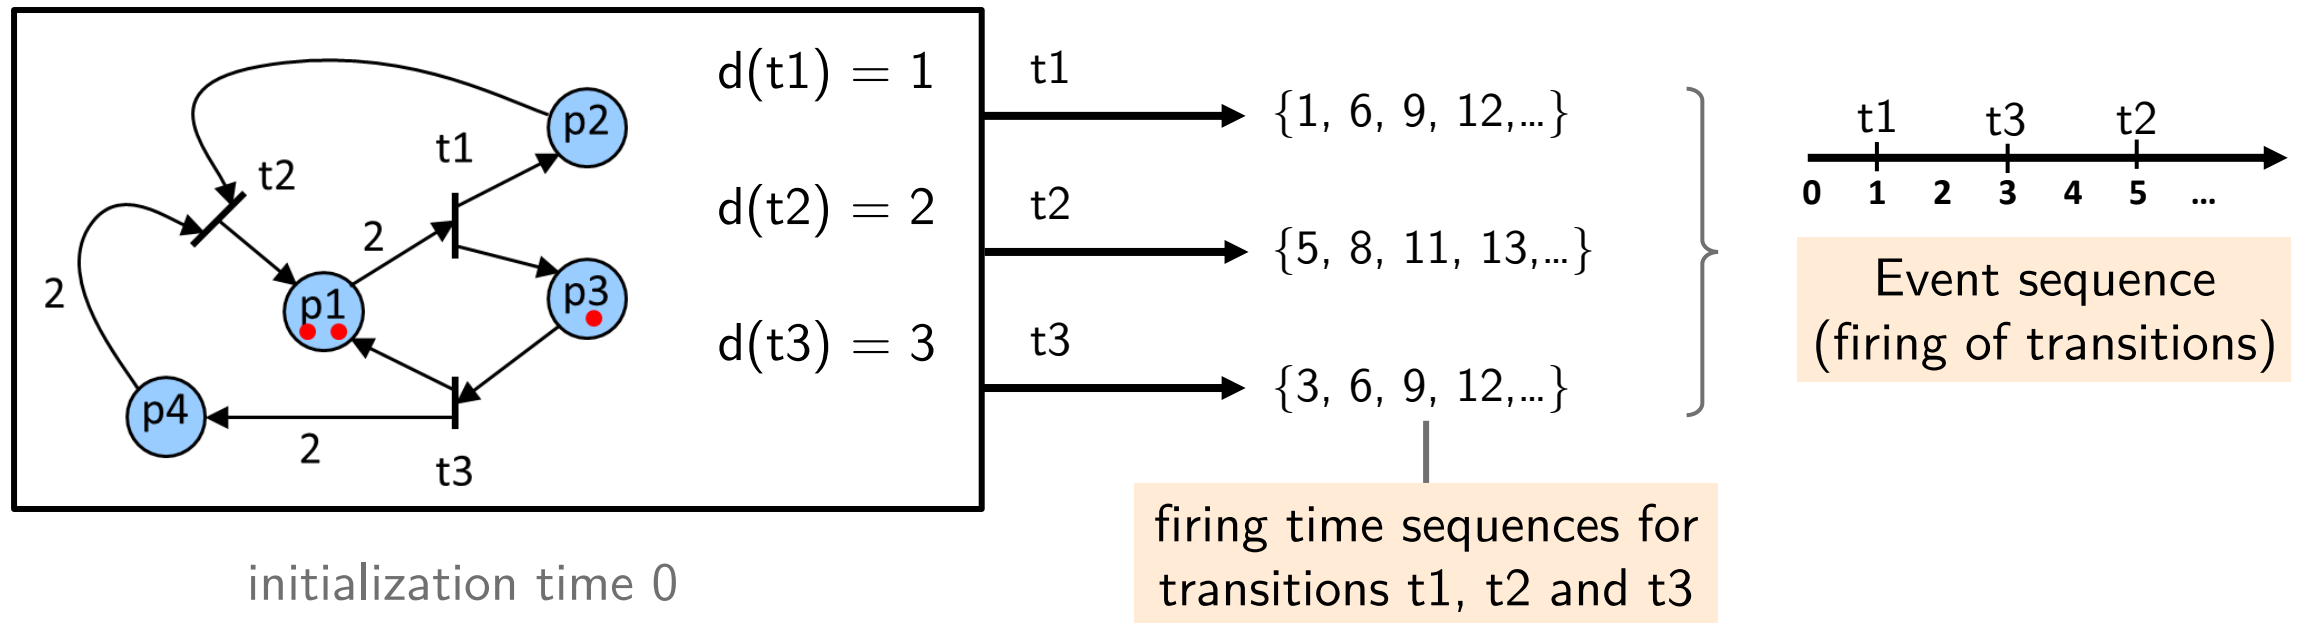 p2
t1
t2
2
p1
p3
2
p4
2
t3
d(t1) = 1
d(t2) = 2
d(t3) = 3
initialization time 0
t1
{1, 6, 9, 12,...}
t2
{5, 8, 11, 13,...}
t3
{3, 6, 9, 12,...}
firing time sequences for
transitions t1, t2 and t3
t1 t3 t2
0 1 2 3 4 5 ...
Event sequence
(firing of transitions)